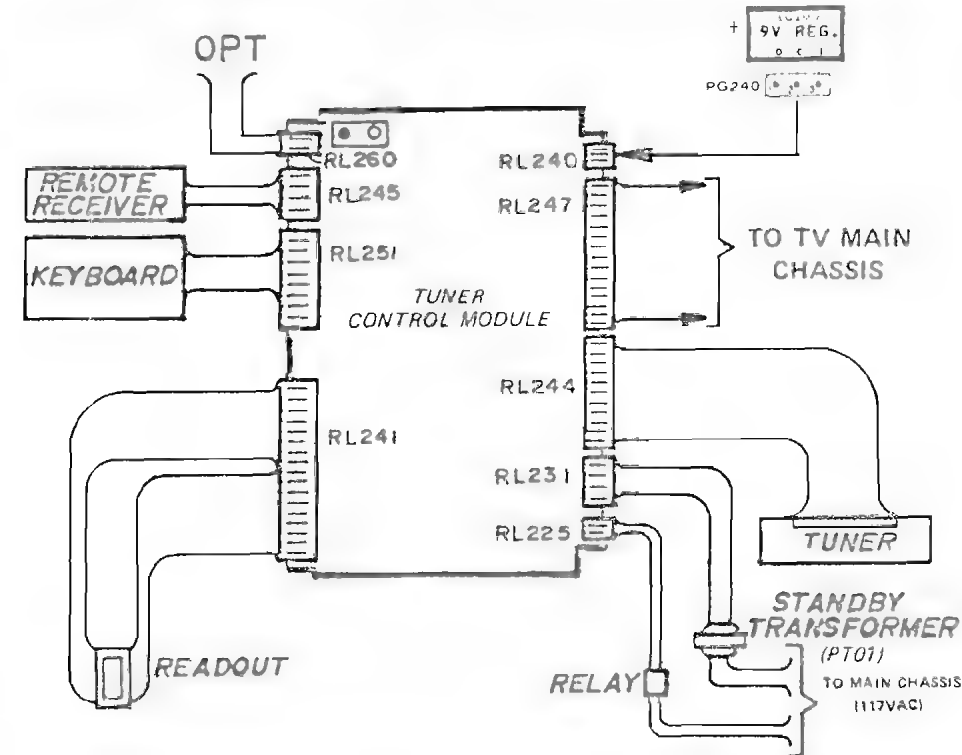 OPT
+
9V REG.
O C I
PG240
RL260
RL240
REMOTE
RECEIVER
RL245
RL247
KEYBOARD
RL251
TO TV MAIN
CHASSIS
TUNER
CONTROL MODULE
RL244
RL241
RL231
RL225
TUNER
STANDBY
TRANSFORMER
(PT01)
READOUT
RELAY
TO MAIN CHASSIS
(117VAC)